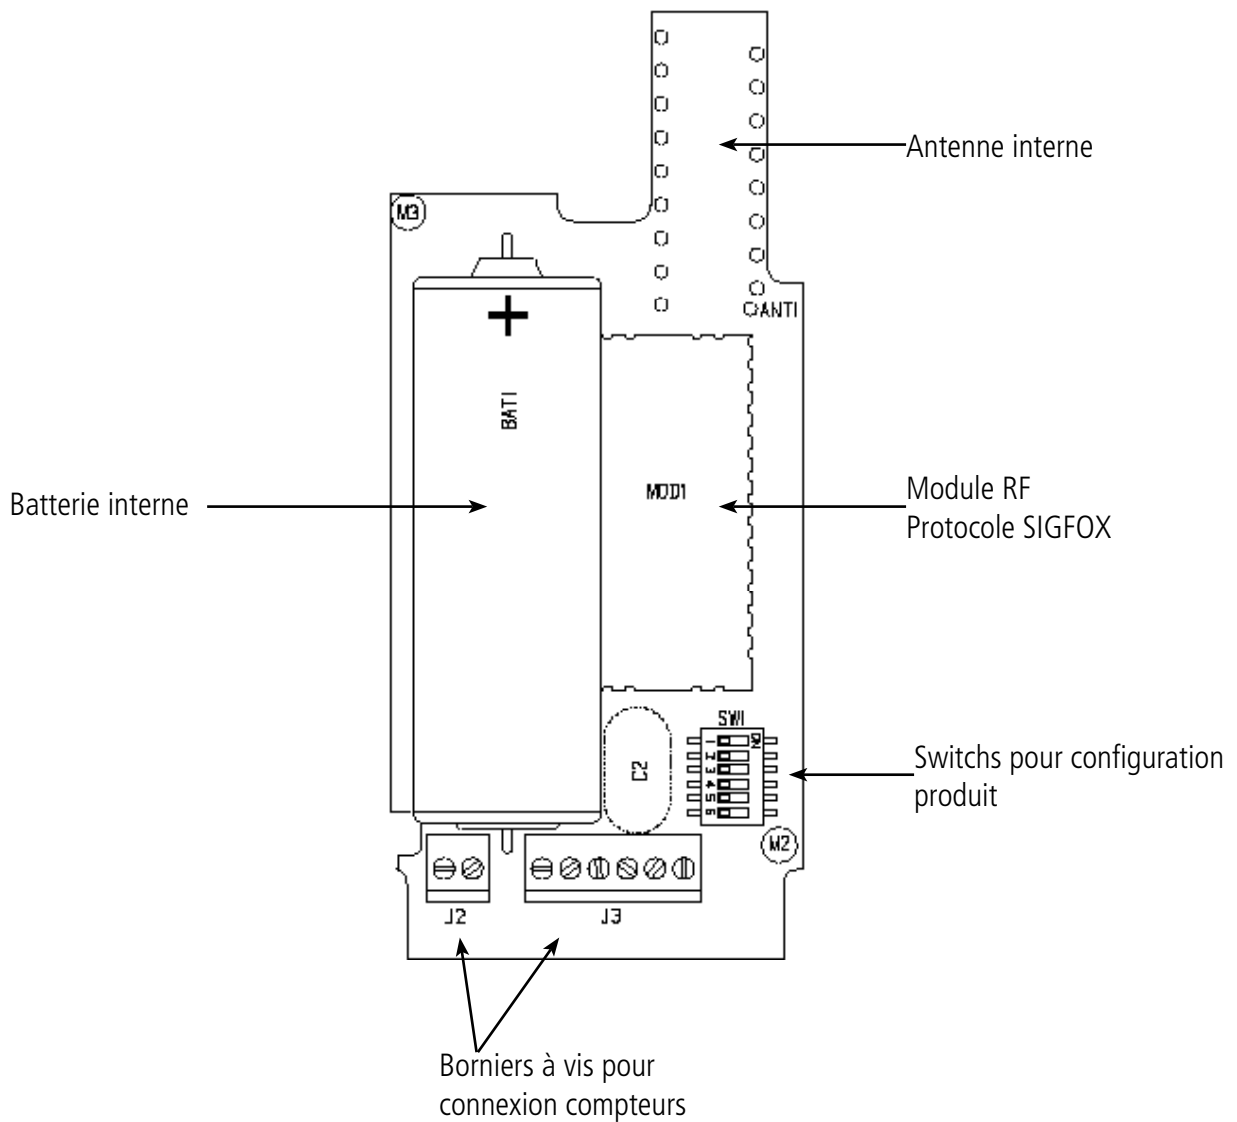 Antenne interne
M3
ANT1
+
BAT1
Batterie interne
MOD1
Module RF
Protocole SIGFOX
SW1
ON
1
2
3
4
5
6
C2
Switchs pour configuration
produit
M2
J2
J3
Borniers à vis pour
connexion compteurs